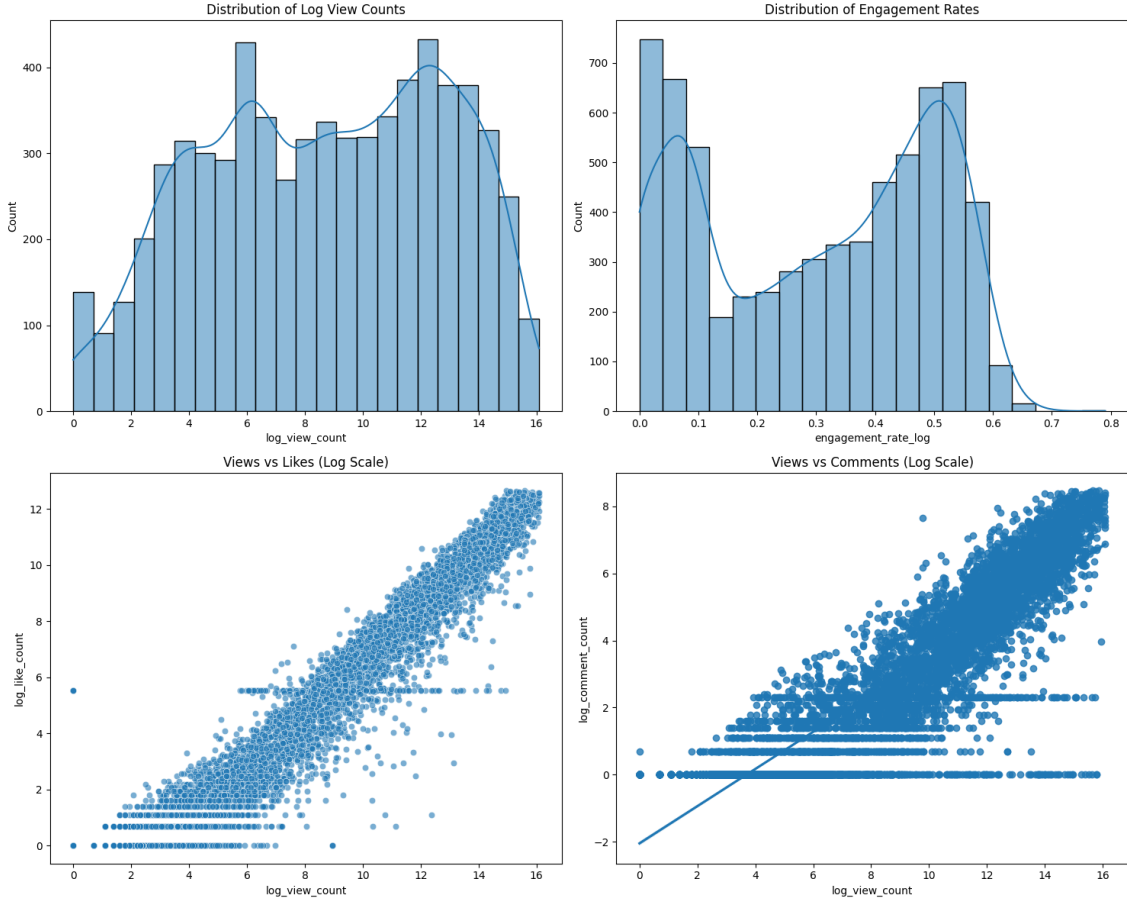 Distribution of Log View Counts
Count
400
300
200
100
0
0 2 4 6 8 10 12 14 16
log_view_count
Distribution of Engagement Rates
Count
700
600
500
400
300
200
100
0
0.0 0.1 0.2 0.3 0.4 0.5 0.6 0.7 0.8
engagement_rate_log
Views vs Likes (Log Scale)
log_like_count
12
10
8
6
4
2
0
0 2 4 6 8 10 12 14 16
log_view_count
Views vs Comments (Log Scale)
log_comment_count
8
6
4
2
0
−2
0 2 4 6 8 10 12 14 16
log_view_count